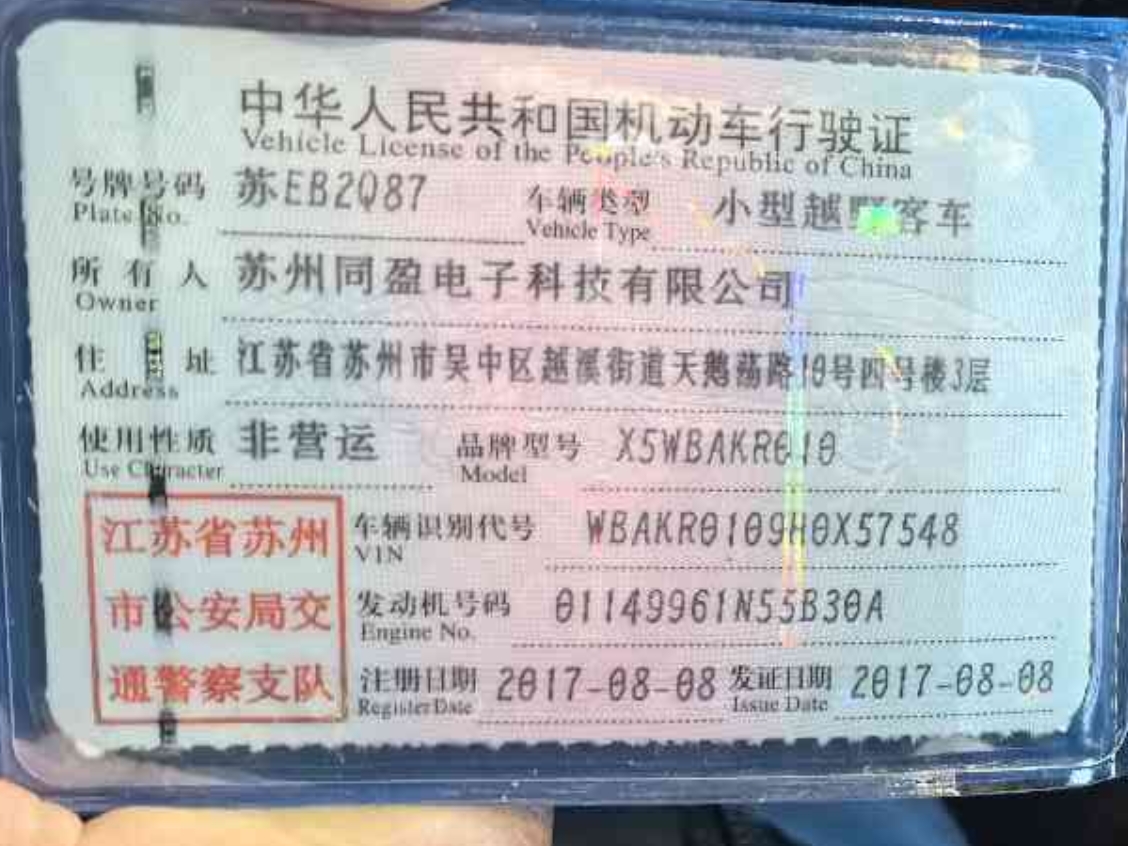 中华人民共和国机动车行驶证
Vehicle License of the People's Republic of China
号牌号码 苏EB2Q87 车辆类型 小型越野客车
Plate No. Vehicle Type
所有人 苏州同盈电子科技有限公司
Owner
住址 江苏省苏州市吴中区越溪街道天鹅荡路10号四号楼3层
Address
使用性质 非营运 品牌型号 X5WBAKR010
Use Character Model
江苏省苏州 车辆识别代号 WBAKR0109H0X57548
VIN
市公安局交 发动机号码 01149961N55B30A
Engine No.
通警察支队 注册日期 2017-08-08 发证日期 2017-08-08
Register Date Issue Date